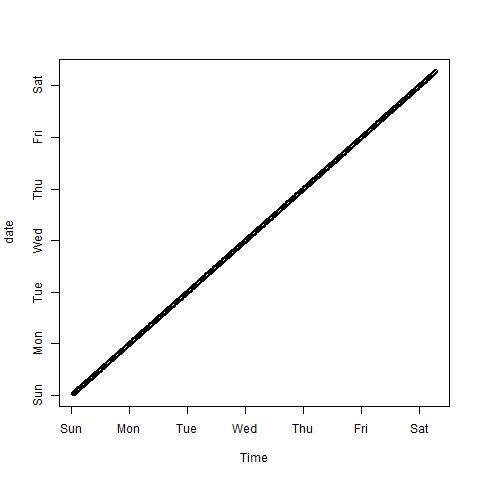 Sat
Fri
Thu
Wed
Tue
Mon
Sun
date
Sun Mon Tue Wed Thu Fri Sat
Time